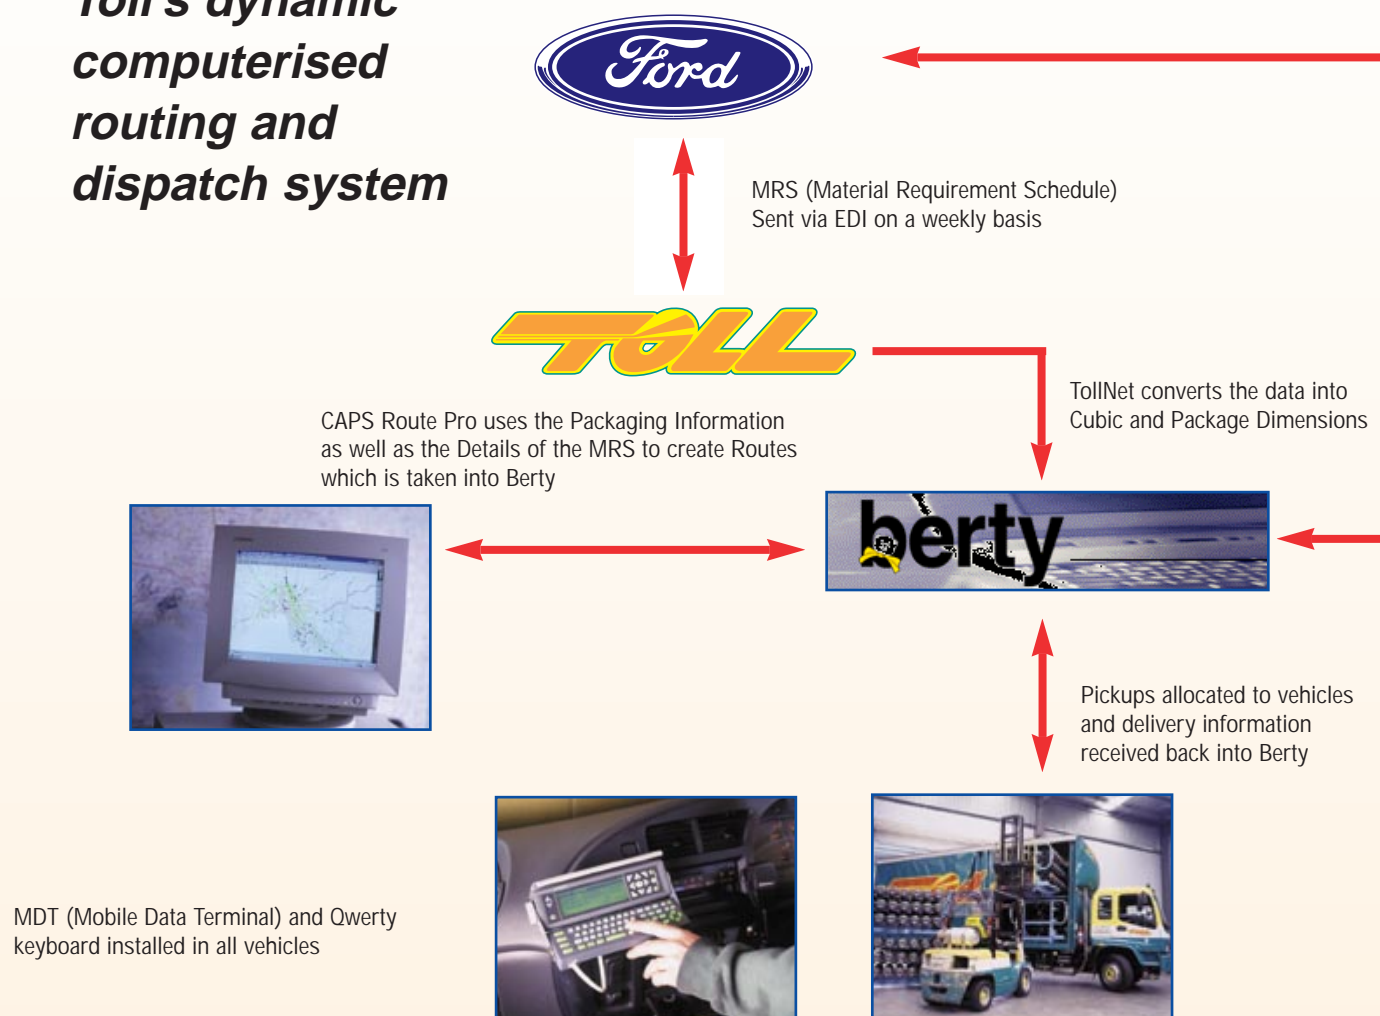 Toll's dynamic
computerised
routing and
dispatch system
Ford
MRS (Material Requirement Schedule)
Sent via EDI on a weekly basis
TOLL
TollNet converts the data into
Cubic and Package Dimensions
CAPS Route Pro uses the Packaging Information
as well as the Details of the MRS to create Routes
which is taken into Berty
berty
Pickups allocated to vehicles
and delivery information
received back into Berty
MDT (Mobile Data Terminal) and Qwerty
keyboard installed in all vehicles